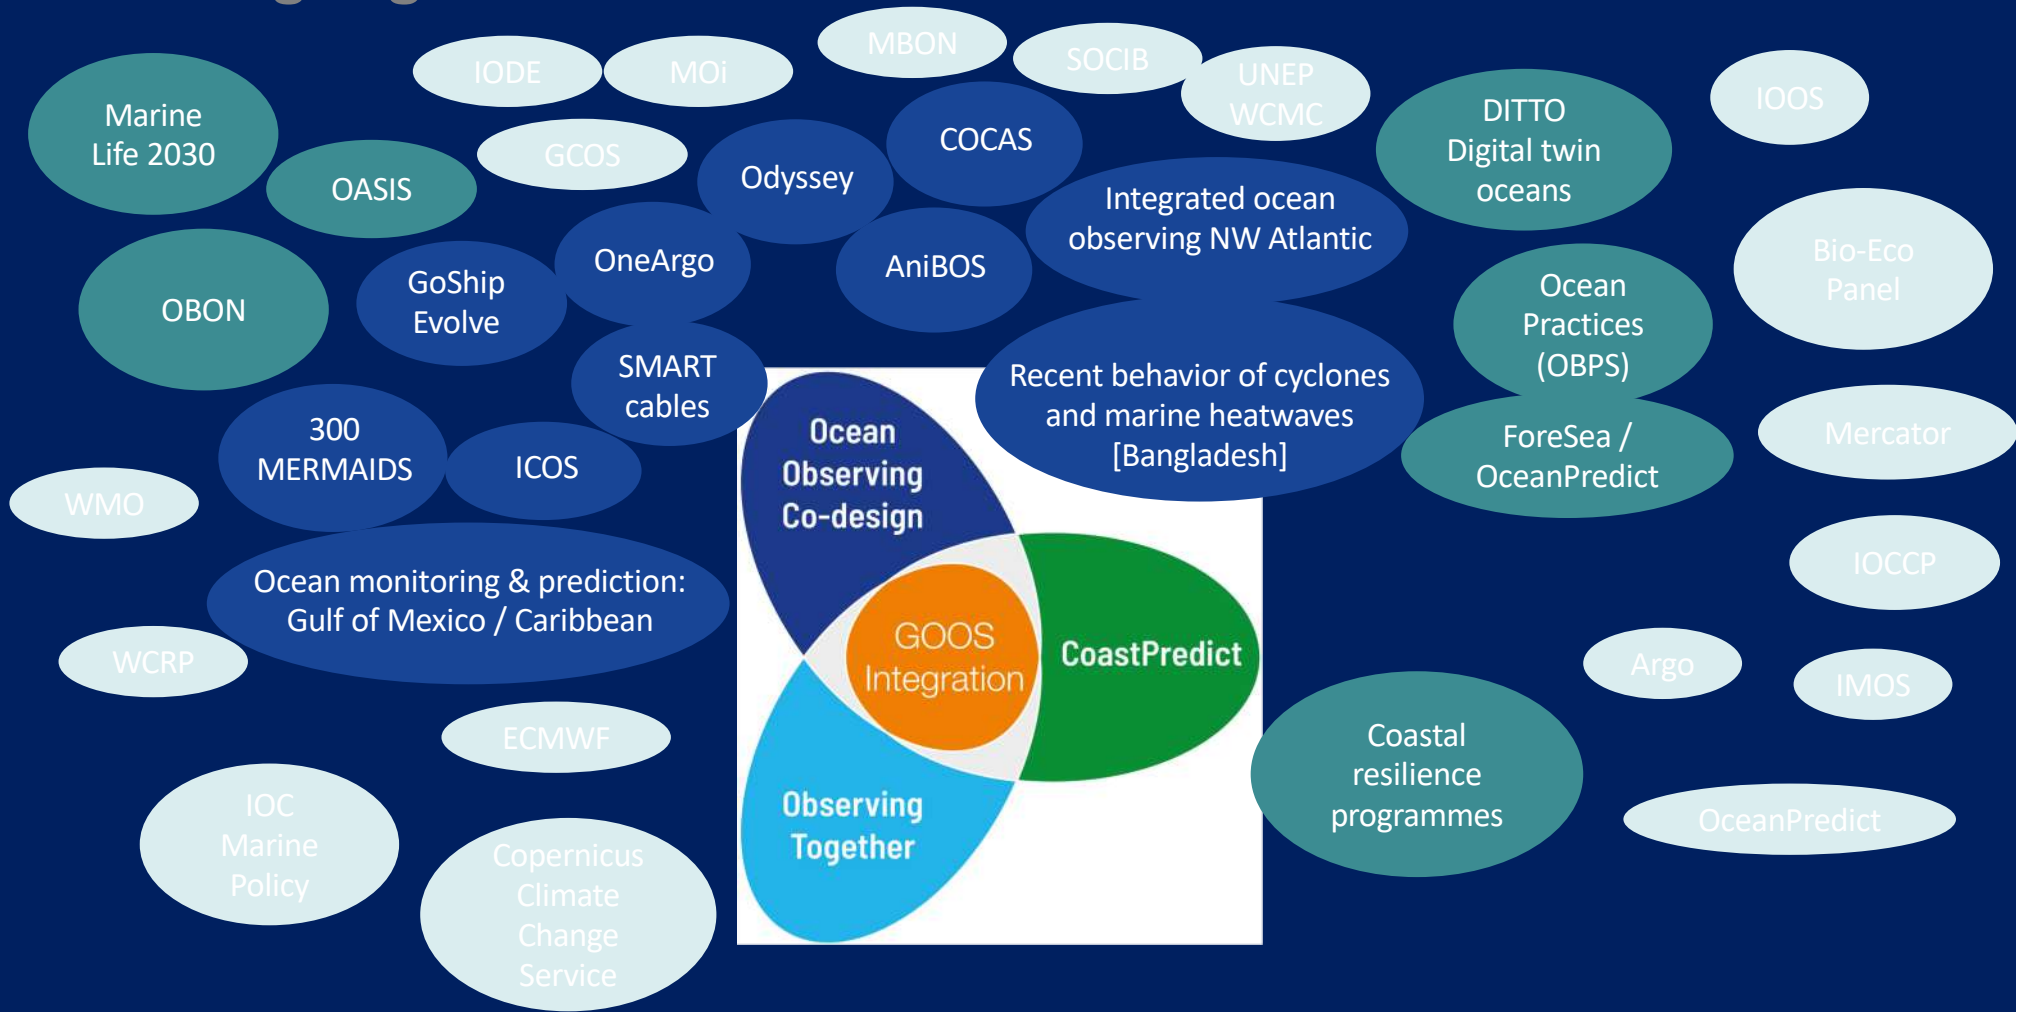 IODE
MOi
MBON
SOCIB
UNEP
WCMC
IOOS
Marine
Life 2030
OASIS
GCOS
Odyssey
COCAS
DITTO
Digital twin
oceans
Integrated ocean
observing NW Atlantic
Bio-Eco
Panel
OBON
GoShip
Evolve
OneArgo
AniBOS
Ocean
Practices
(OBPS)
SMART
cables
Recent behavior of cyclones
and marine heatwaves
[Bangladesh]
ForeSea /
OceanPredict
Mercator
300
MERMAIDS
ICOS
WMO
Ocean
Observing
Co-design
IOCCP
Ocean monitoring & prediction:
Gulf of Mexico / Caribbean
GOOS
Integration
CoastPredict
WCRP
Argo
IMOS
ECMWF
Coastal
resilience
programmes
OceanPredict
Observing
Together
IOC
Marine
Policy
Copernicus
Climate
Change
Service